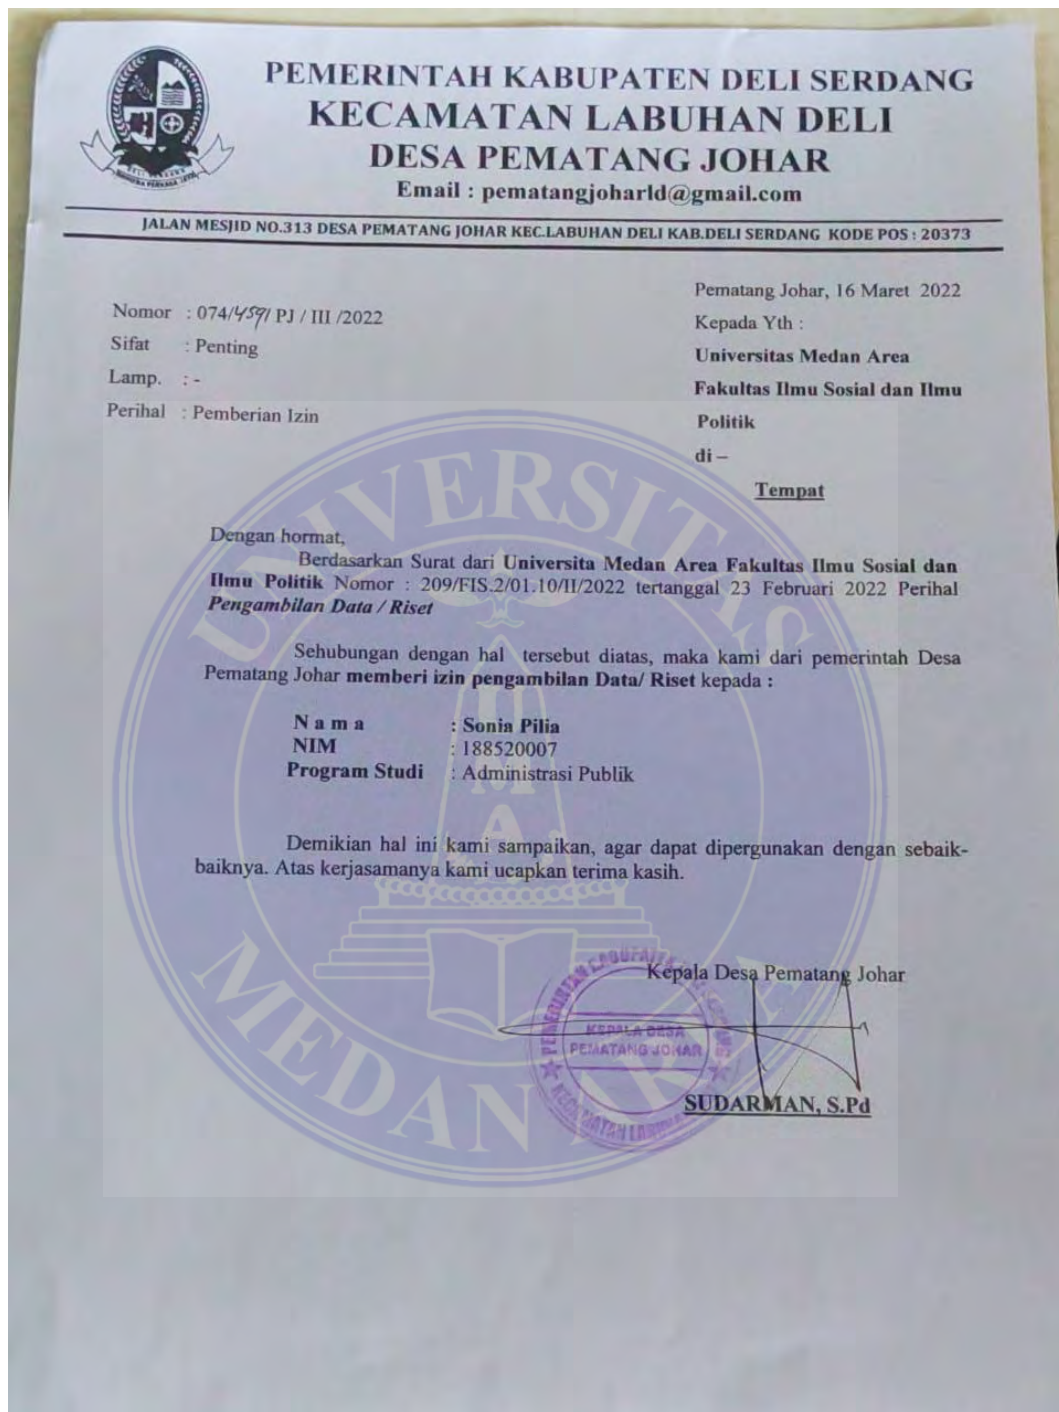 PEMERINTAH KABUPATEN DELI SERDANG
KECAMATAN LABUHAN DELI
DESA PEMATANG JOHAR
Email : pematangjoharld@gmail.com
JALAN MESJID NO.313 DESA PEMATANG JOHAR KEC.LABUHAN DELI KAB.DELI SERDANG KODE POS : 20373
Pematang Johar, 16 Maret 2022
Nomor : 074/459/ PJ / III /2022
Sifat : Penting
Lamp. : -
Perihal : Pemberian Izin
Kepada Yth :
Universitas Medan Area
Fakultas Ilmu Sosial dan Ilmu
Politik
di –
Tempat
Dengan hormat,
Berdasarkan Surat dari Universita Medan Area Fakultas Ilmu Sosial dan
Ilmu Politik Nomor : 209/FIS.2/01.10/II/2022 tertanggal 23 Februari 2022 Perihal
Pengambilan Data / Riset
Sehubungan dengan hal tersebut diatas, maka kami dari pemerintah Desa
Pematang Johar memberi izin pengambilan Data/ Riset kepada :
N a m a : Sonia Pilia
NIM : 188520007
Program Studi : Administrasi Publik
Demikian hal ini kami sampaikan, agar dapat dipergunakan dengan sebaik-
baiknya. Atas kerjasamanya kami ucapkan terima kasih.
Kepala Desa Pematang Johar
KEPALA DESA
PEMATANG JOHAR
SUDARMAN, S.Pd
UNIVERSITAS
MEDAN AREA